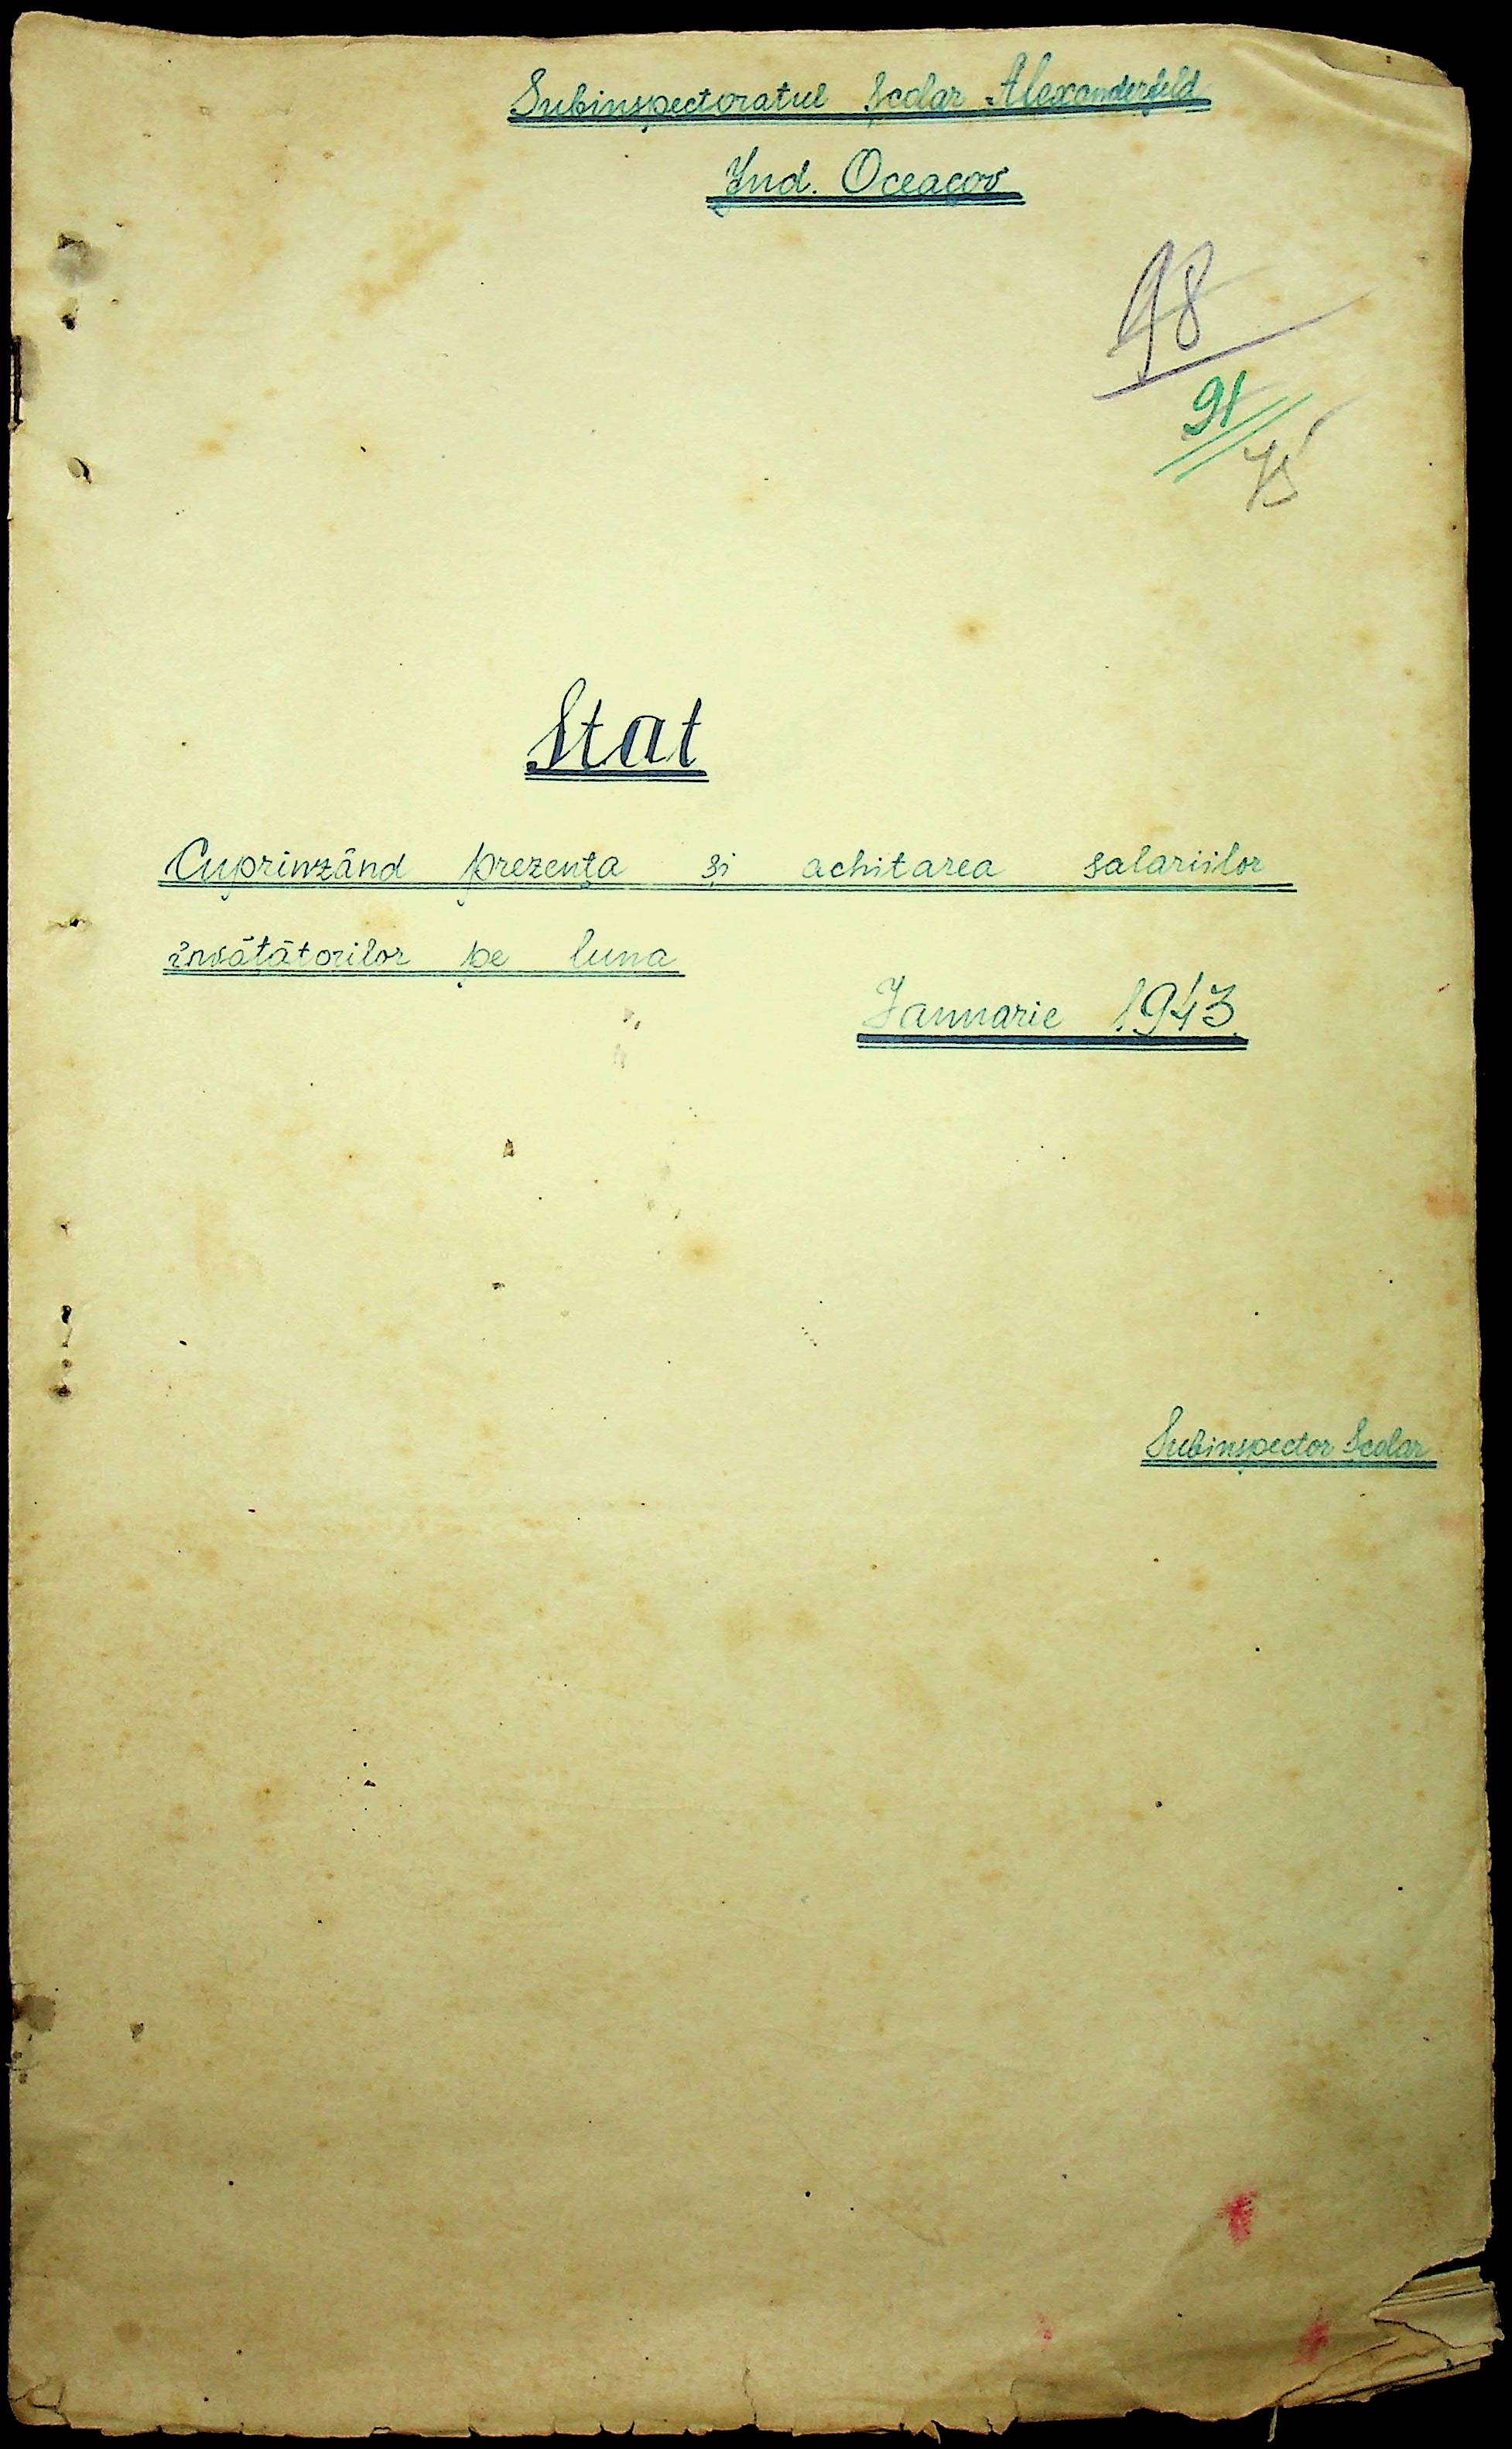 Subinspectoratul Școlar Alexanderfeld
Jud. Oceacov
98
91
75
Stat
Cuprinzând prezența și achitarea salariilor
învățătorilor pe luna
Ianuarie 1943.
Subinspector Școlar